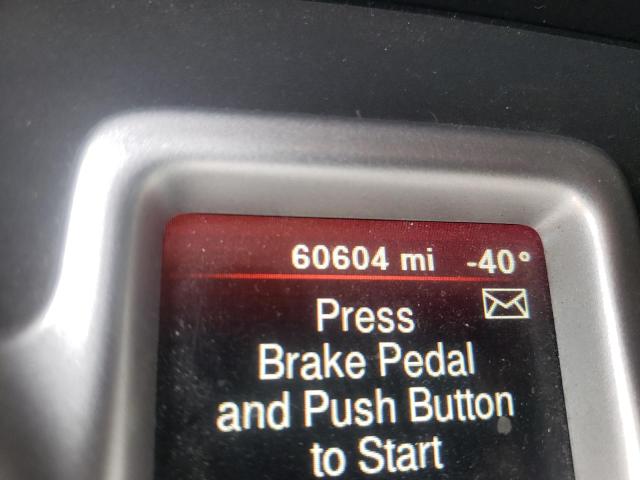 60604 mi -40°
Press
Brake Pedal
and Push Button
to Start